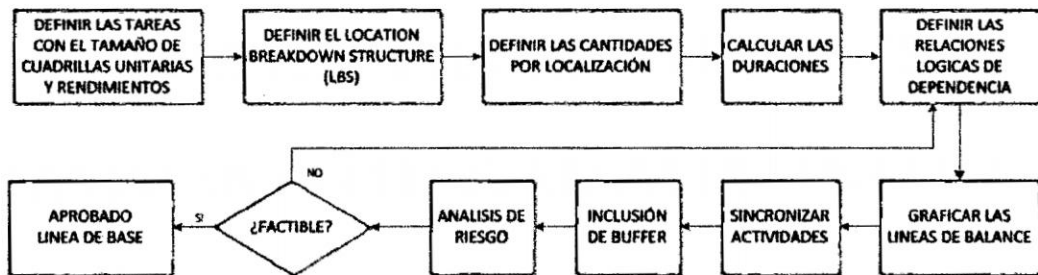 DEFINIR LAS TAREAS
CON EL TAMAÑO DE
CUADRILLAS UNITARIAS
Y RENDIMIENTOS
DEFINIR EL LOCATION
BREAKDOWN STRUCTURE
(LBS)
DEFINIR LAS CANTIDADES
POR LOCALIZACIÓN
CALCULAR LAS
DURACIONES
DEFINIR LAS
RELACIONES
LOGICAS DE
DEPENDENCIA
GRAFICAR LAS
LINEAS DE BALANCE
SINCRONIZAR
ACTIVIDADES
INCLUSIÓN
DE BUFFER
ANALISIS DE
RIESGO
¿FACTIBLE?
NO
SI
APROBADO
LINEA DE BASE